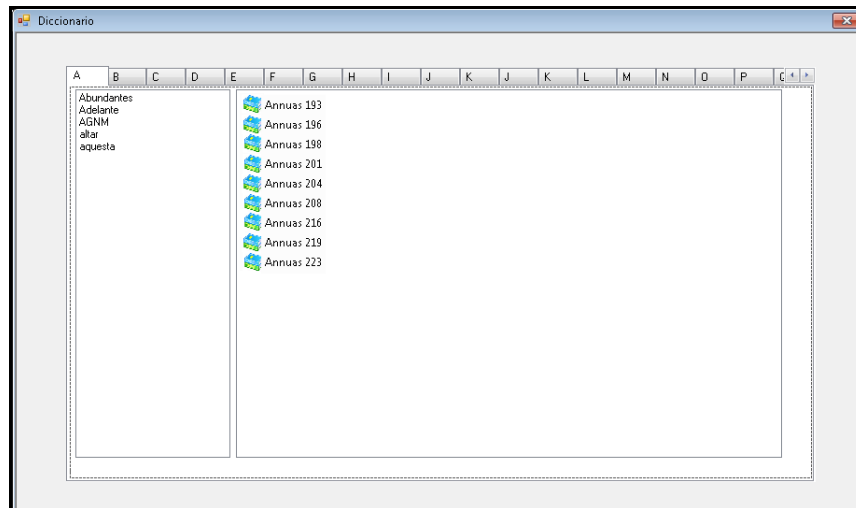 Diccionario
A B C D E F G H I J K J K L M N O P
Abundantes
Adelante
AGNM
altar
aquesta
Annuas 193
Annuas 196
Annuas 198
Annuas 201
Annuas 204
Annuas 208
Annuas 216
Annuas 219
Annuas 223